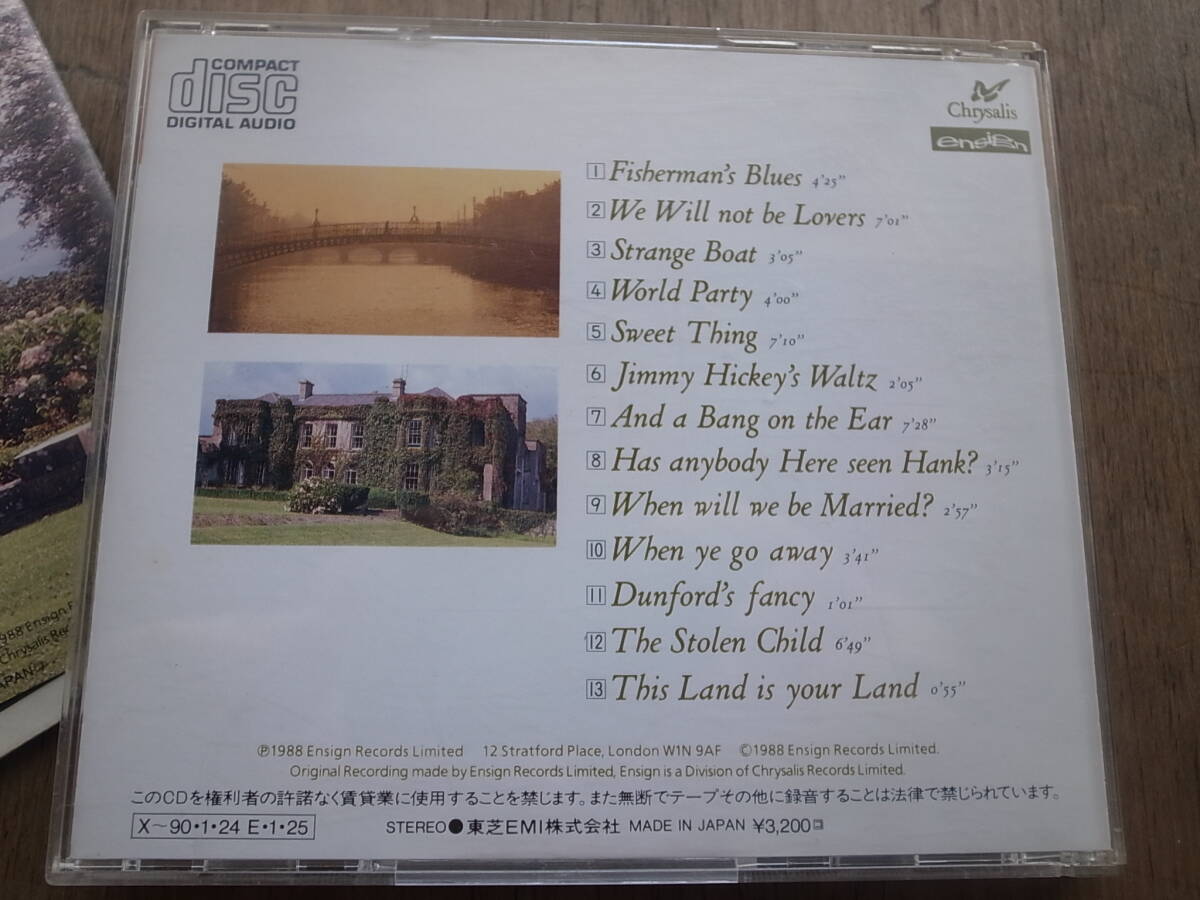 COMPACT
disc
DIGITAL AUDIO
Chrysalis
ensign
1 Fisherman's Blues 4'25"
2 We Will not be Lovers 7'01"
3 Strange Boat 3'05"
4 World Party 4'00"
5 Sweet Thing 7'10"
6 Jimmy Hickey's Waltz 2'05"
7 And a Bang on the Ear 7'28"
8 Has anybody Here seen Hank? 3'15"
9 When will we be Married? 2'57"
10 When ye go away 3'41"
11 Dunford's fancy 1'01"
12 The Stolen Child 6'49"
13 This Land is your Land 0'55"
℗1988 Ensign Records Limited 12 Stratford Place, London W1N 9AF ©1988 Ensign Records Limited.
Original Recording made by Ensign Records Limited, Ensign is a Division of Chrysalis Records Limited.
このCDを権利者の許諾なく賃貸業に使用することを禁じます。また無断でテープその他に録音することは法律で禁じられています。
X〜90・1・24 E・1・25
STEREO●東芝EMI株式会社 MADE IN JAPAN ¥3,200
988 Ensign
Chrysalis Rec
JAPAN